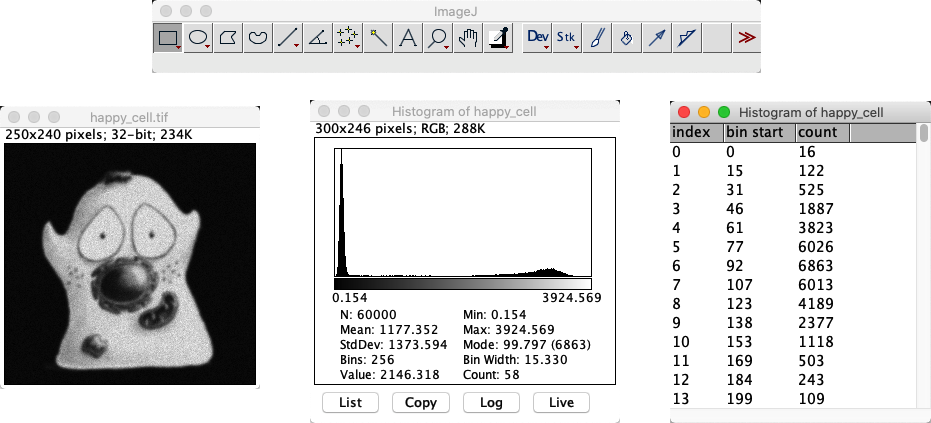 ImageJ
A Dev Stk >>
happy_cell.tif
250x240 pixels; 32-bit; 234K
Histogram of happy_cell
300x246 pixels; RGB; 288K
0.154 3924.569
N: 60000 Min: 0.154
Mean: 1177.352 Max: 3924.569
StdDev: 1373.594 Mode: 99.797 (6863)
Bins: 256 Bin Width: 15.330
Value: 2146.318 Count: 58
List Copy Log Live
Histogram of happy_cell
index bin start count
0 0 16
1 15 122
2 31 525
3 46 1887
4 61 3823
5 77 6026
6 92 6863
7 107 6013
8 123 4189
9 138 2377
10 153 1118
11 169 503
12 184 243
13 199 109